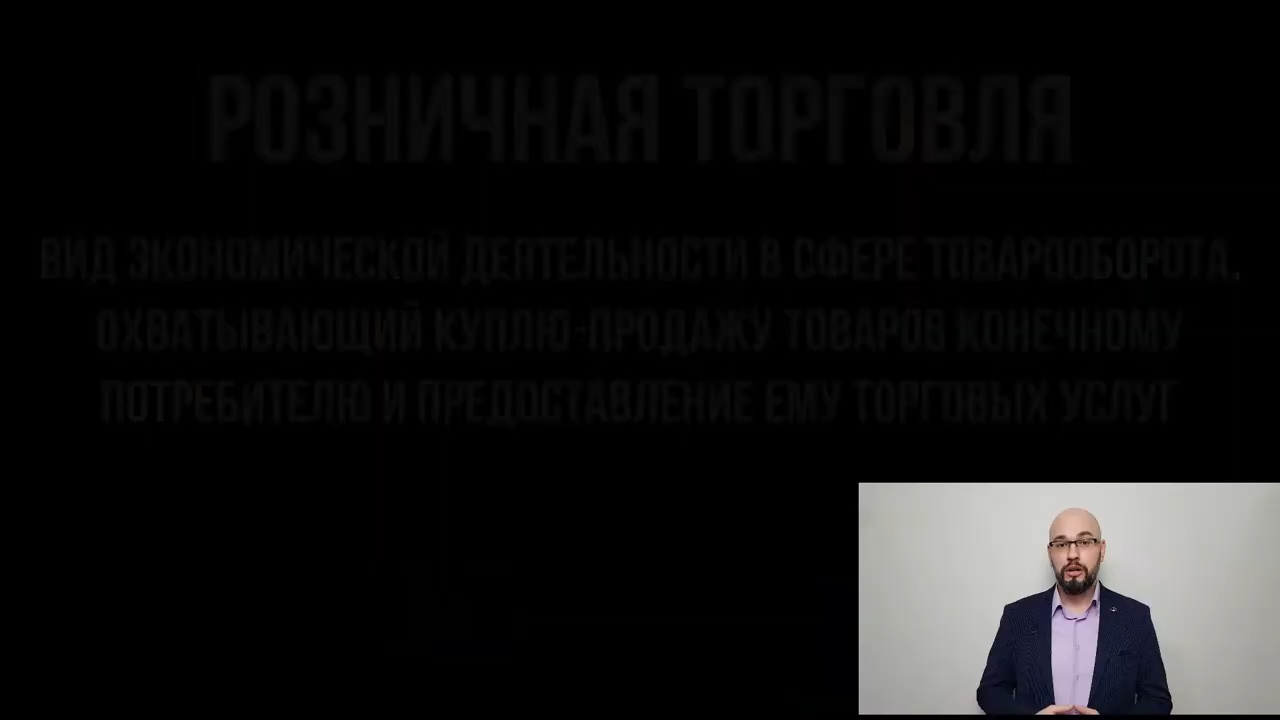 РОЗНИЧНАЯ ТОРГОВЛЯ
ВИД ЭКОНОМИЧЕСКОЙ ДЕЯТЕЛЬНОСТИ В СФЕРЕ ТОВАРООБОРОТА,
ОХВАТЫВАЮЩИЙ КУПЛЮ-ПРОДАЖУ ТОВАРОВ КОНЕЧНОМУ
ПОТРЕБИТЕЛЮ И ПРЕДОСТАВЛЕНИЕ ЕМУ ТОРГОВЫХ УСЛУГ